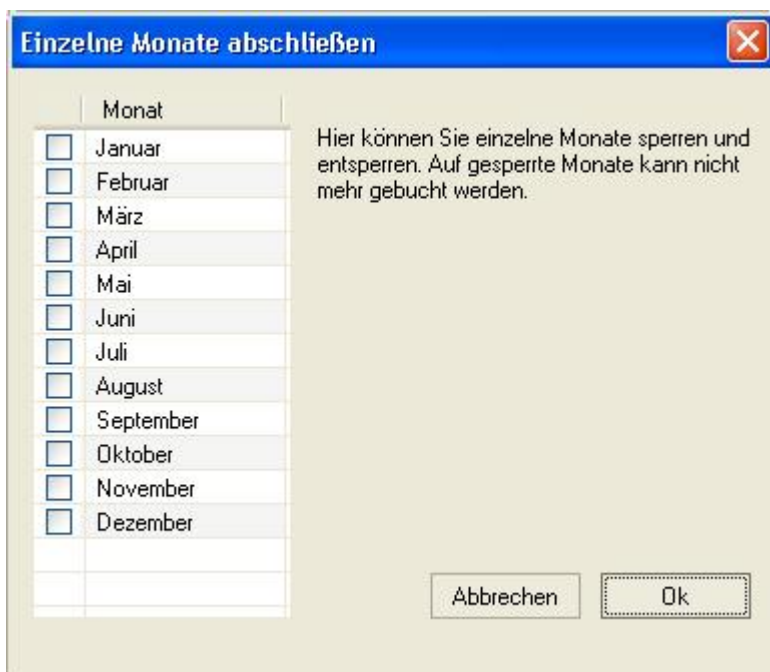 Einzelne Monate abschließen
Monat
Januar
Februar
März
April
Mai
Juni
Juli
August
September
Oktober
November
Dezember
Hier können Sie einzelne Monate sperren und
entsperren. Auf gesperrte Monate kann nicht
mehr gebucht werden.
Abbrechen
Ok